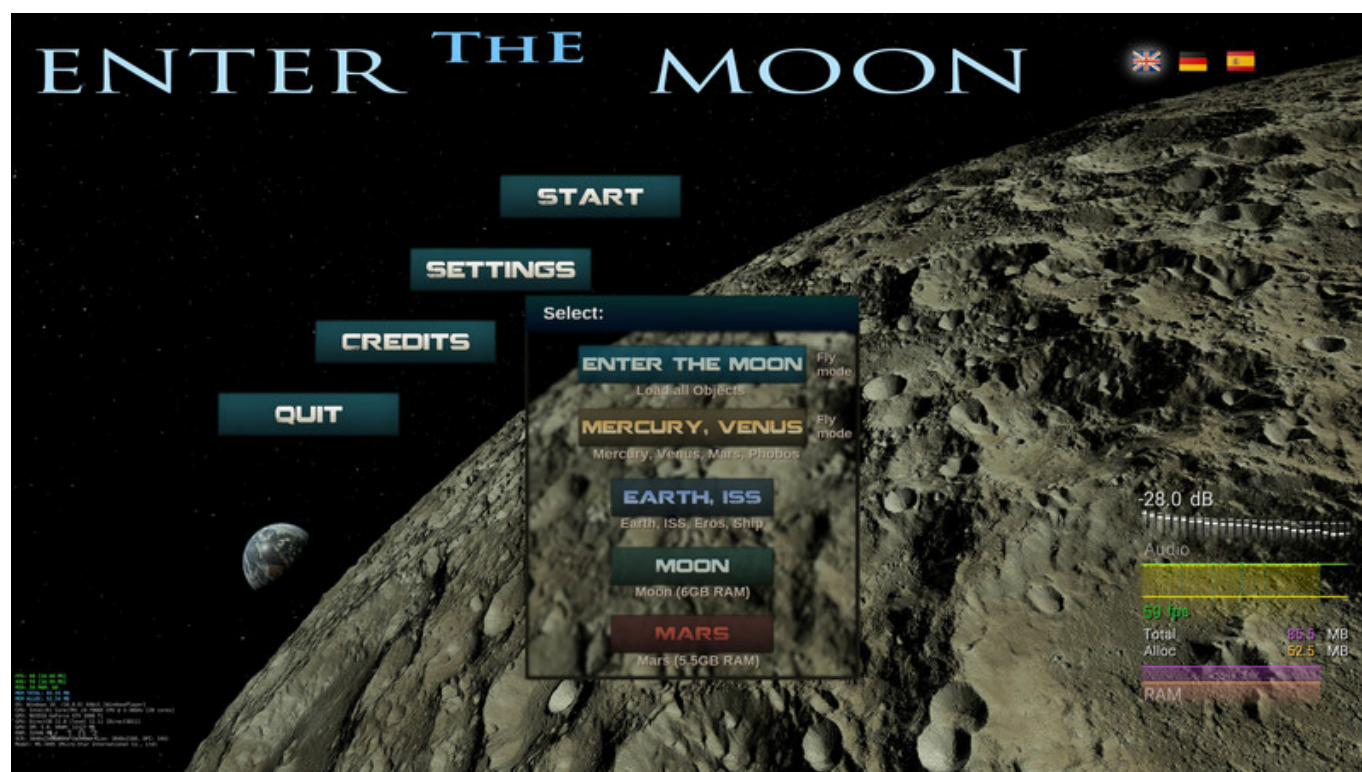 ENTER THE MOON
START
SETTINGS
CREDITS
QUIT
Select:
ENTER THE MOON
Fly
mode
Load all Objects
MERCURY, VENUS
Fly
mode
Mercury, Venus, Mars, Phobos
EARTH, ISS
Earth, ISS, Eros, Ship
MOON
Moon (6GB RAM)
MARS
Mars (5.5GB RAM)
-28.0 dB
Audio
59 fps
Total 85.5 MB
Alloc 52.5 MB
RAM